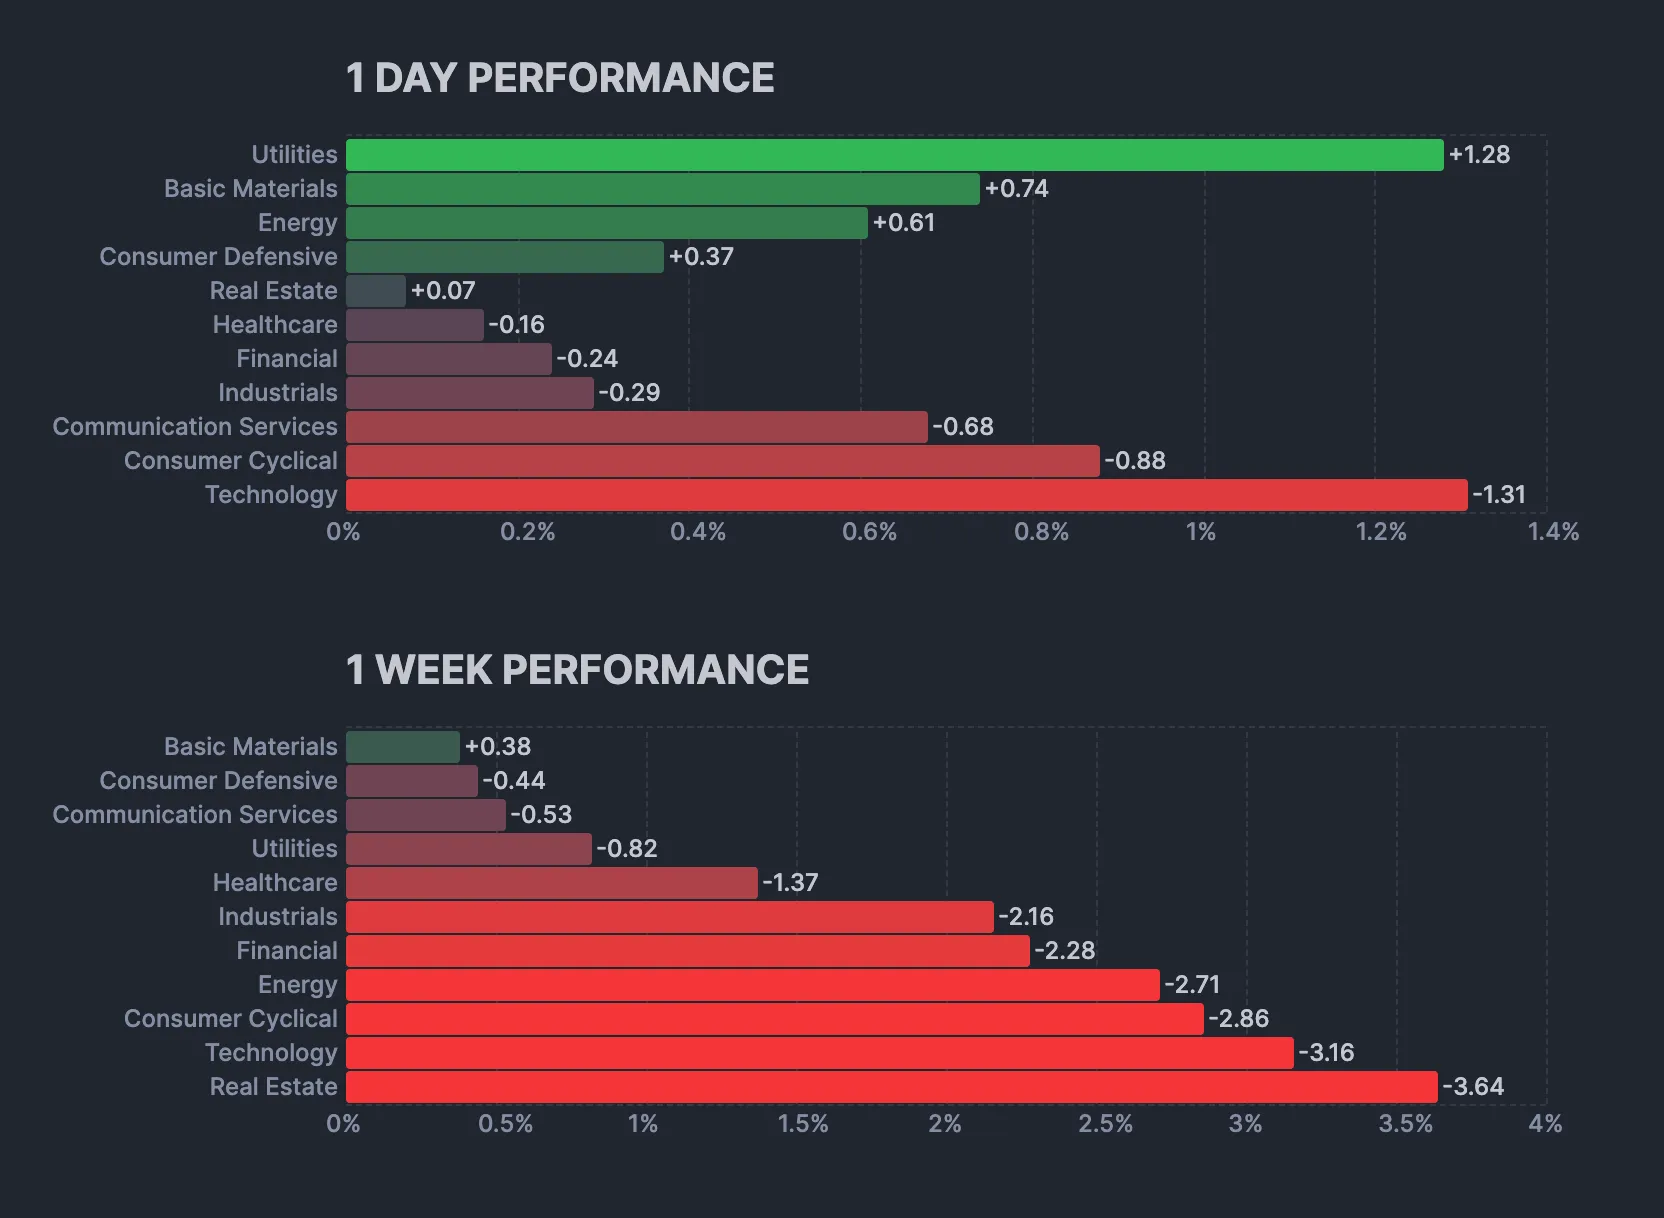 1 DAY PERFORMANCE
Utilities +1.28
Basic Materials +0.74
Energy +0.61
Consumer Defensive +0.37
Real Estate +0.07
Healthcare -0.16
Financial -0.24
Industrials -0.29
Communication Services -0.68
Consumer Cyclical -0.88
Technology -1.31
0% 0.2% 0.4% 0.6% 0.8% 1% 1.2% 1.4%
1 WEEK PERFORMANCE
Basic Materials +0.38
Consumer Defensive -0.44
Communication Services -0.53
Utilities -0.82
Healthcare -1.37
Industrials -2.16
Financial -2.28
Energy -2.71
Consumer Cyclical -2.86
Technology -3.16
Real Estate -3.64
0% 0.5% 1% 1.5% 2% 2.5% 3% 3.5% 4%